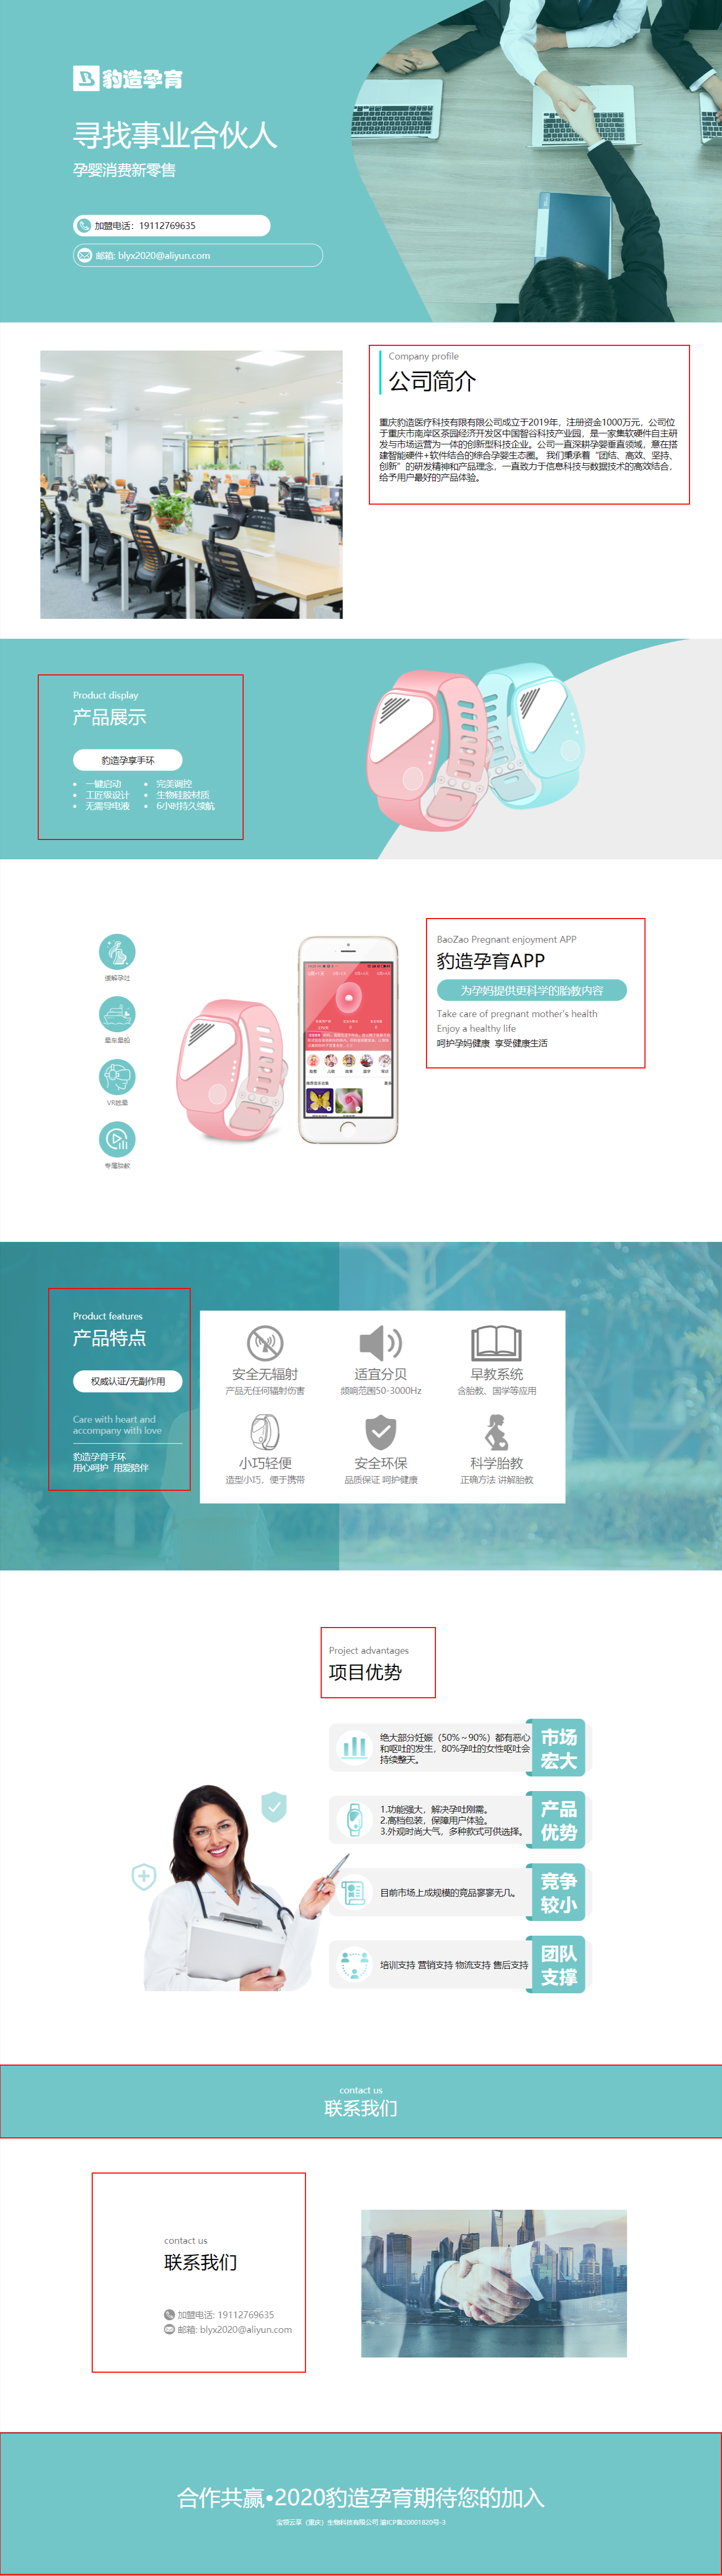 豹造孕育
寻找事业合伙人
孕婴消费新零售
加盟电话：19112769635
邮箱: blyx2020@aliyun.com
Company profile
公司简介
重庆豹造医疗科技有限有限公司成立于2019年，注册资金1000万元，公司位
于重庆市南岸区茶园经济开发区中国智谷科技产业园，是一家集软硬件自主研
发与市场运营为一体的创新型科技企业。公司一直深耕孕婴垂直领域，意在搭
建智能硬件+软件结合的综合孕婴生态圈。 我们秉承着“团结、高效、坚持、
创新”的研发精神和产品理念，一直致力于信息科技与数据技术的高效结合，
给予用户最好的产品体验。
Product display
产品展示
豹造孕享手环
• 一键启动 • 完美调控
• 工匠级设计 • 生物硅胶材质
• 无需导电液 • 6小时持久续航
缓解孕吐
晕车晕船
VR眩晕
专属胎教
BaoZao Pregnant enjoyment APP
豹造孕育APP
为孕妈提供更科学的胎教内容
Take care of pregnant mother's health
Enjoy a healthy life
呵护孕妈健康 享受健康生活
Product features
产品特点
权威认证/无副作用
Care with heart and
accompany with love
豹造孕育手环
用心呵护 用爱陪伴
安全无辐射 适宜分贝 早教系统
产品无任何辐射伤害 频响范围50-3000Hz 含胎教、国学等应用
小巧轻便 安全环保 科学胎教
造型小巧，便于携带 品质保证 呵护健康 正确方法 讲解胎教
Project advantages
项目优势
绝大部分妊娠（50%～90%）都有恶心
和呕吐的发生，80%孕吐的女性呕吐会
持续整天。
市场
宏大
1.功能强大，解决孕吐刚需。
2.高档包装，保障用户体验。
3.外观时尚大气，多种款式可供选择。
产品
优势
目前市场上成规模的竞品寥寥无几。
竞争
较小
培训支持 营销支持 物流支持 售后支持
团队
支撑
contact us
联系我们
contact us
联系我们
加盟电话: 19112769635
邮箱: blyx2020@aliyun.com
合作共赢•2020豹造孕育期待您的加入
宝贝云享（重庆）生物科技有限公司 渝ICP备20001820号-3